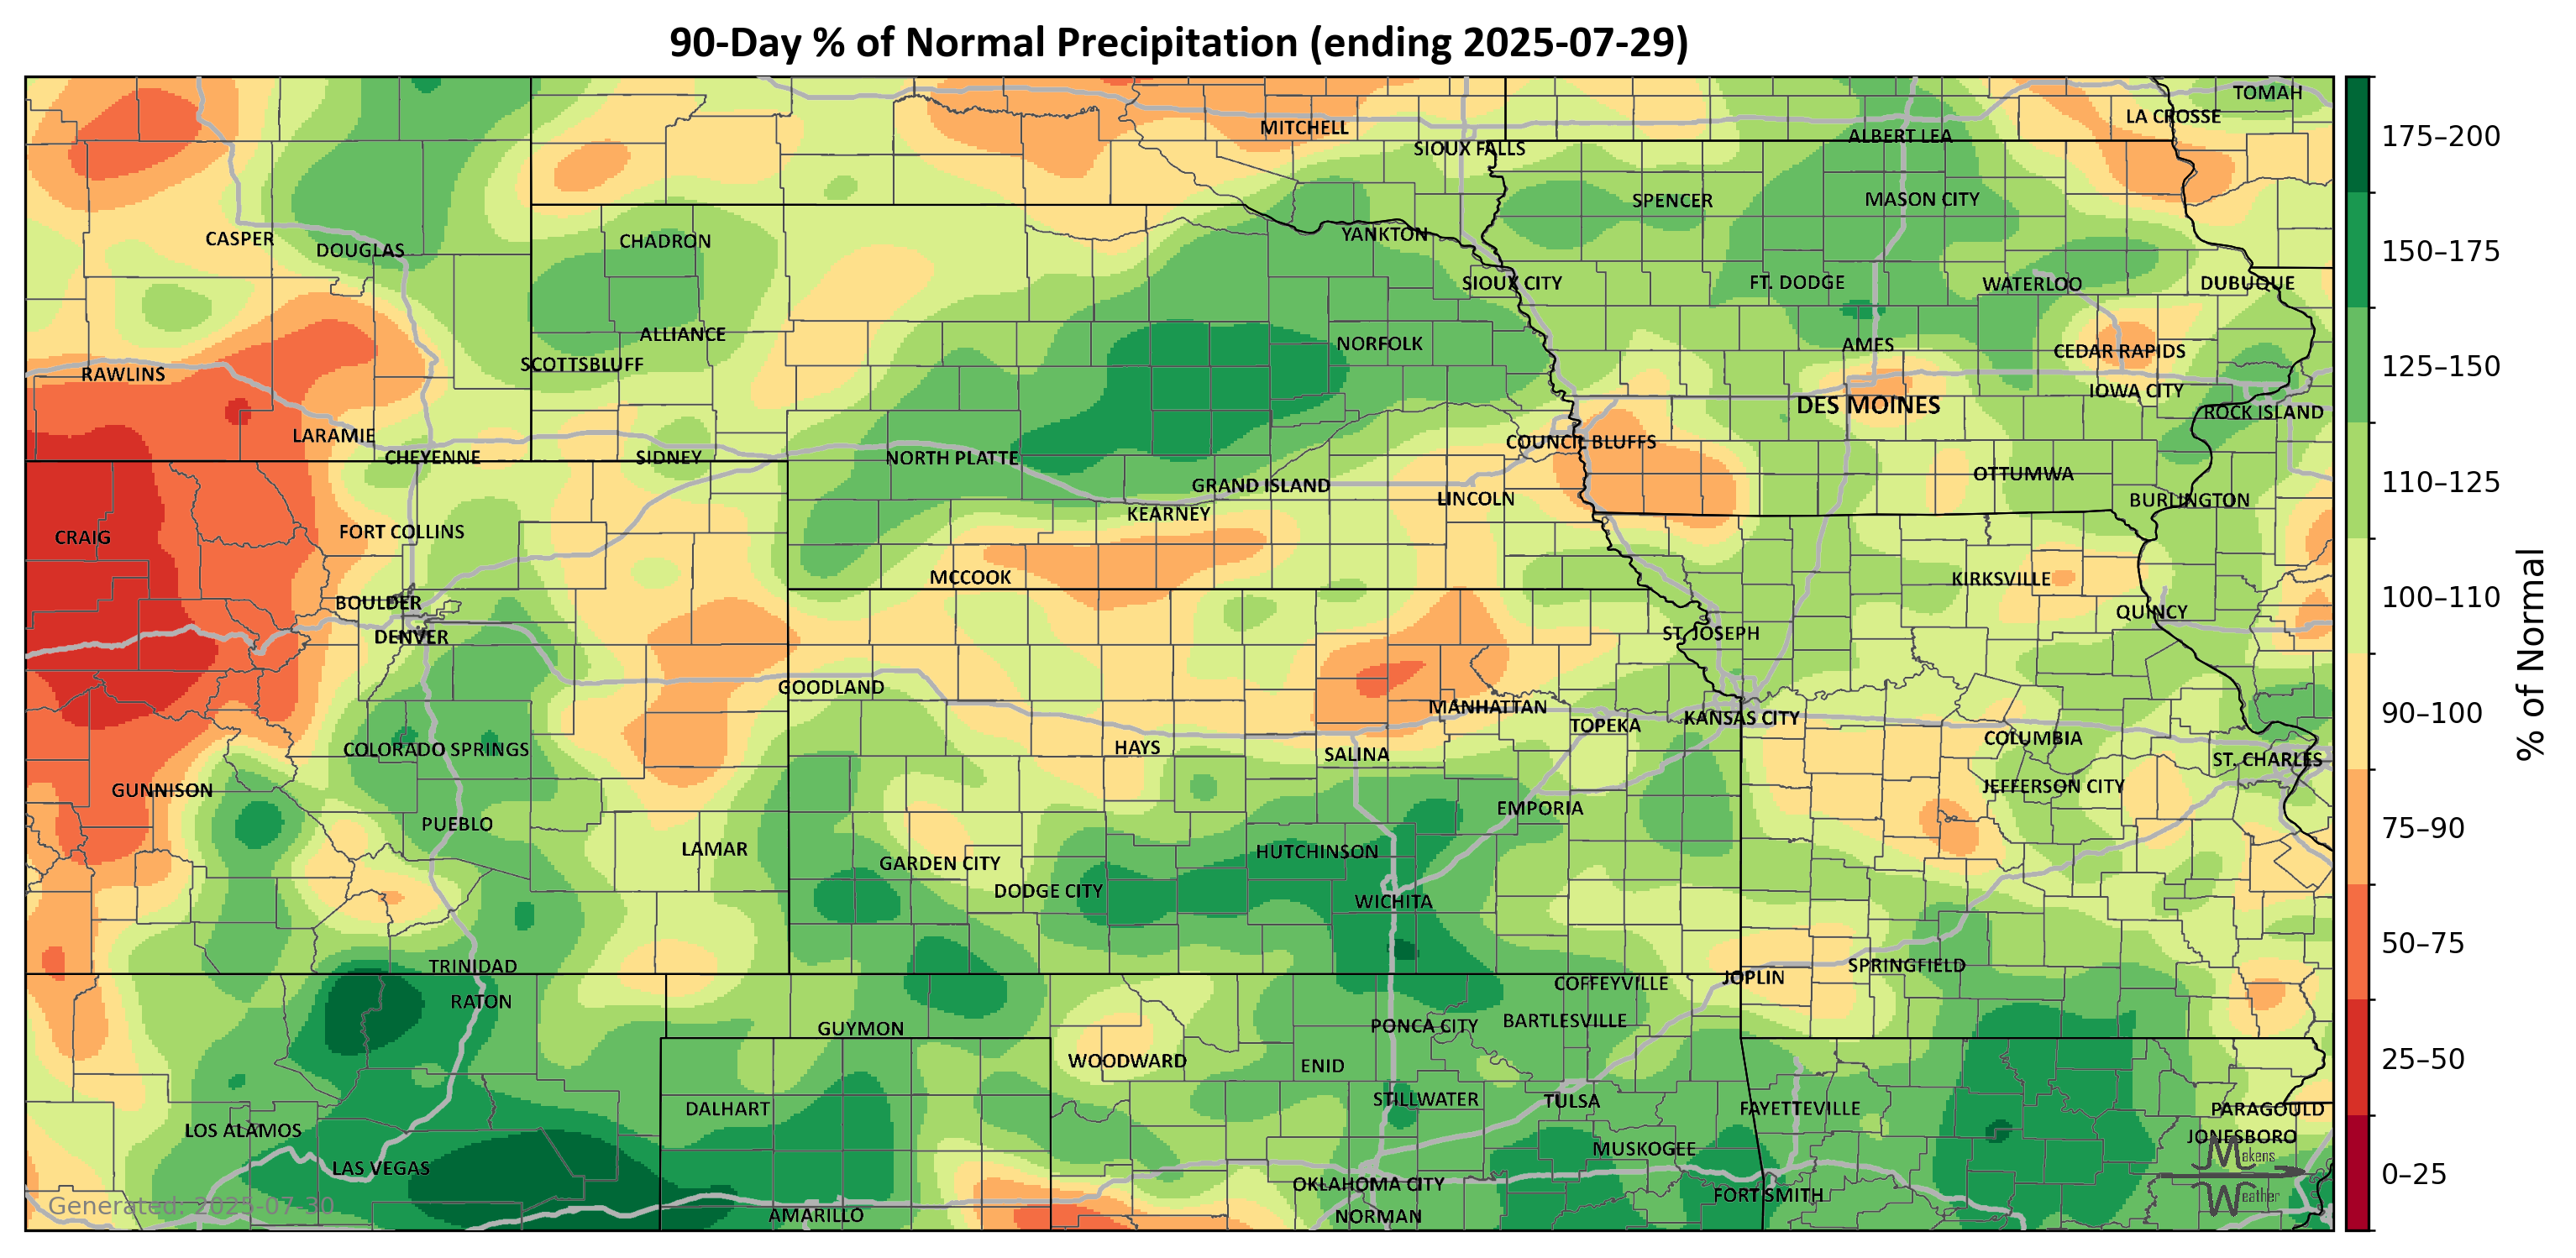 90-Day % of Normal Precipitation (ending 2025-07-29)
TOMAH
LA CROSSE
MITCHELL
ALBERT LEA
SIOUX FALLS
SPENCER
MASON CITY
CASPER
DOUGLAS
CHADRON
YANKTON
SIOUX CITY
FT. DODGE
WATERLOO
DUBUQUE
ALLIANCE
NORFOLK
AMES
CEDAR RAPIDS
SCOTTSBLUFF
RAWLINS
IOWA CITY
DES MOINES
ROCK ISLAND
LARAMIE
COUNCIL BLUFFS
CHEYENNE
SIDNEY
NORTH PLATTE
OTTUMWA
GRAND ISLAND
LINCOLN
BURLINGTON
KEARNEY
CRAIG
FORT COLLINS
MCCOOK
KIRKSVILLE
BOULDER
QUINCY
DENVER
ST. JOSEPH
GOODLAND
MANHATTAN
TOPEKA
KANSAS CITY
COLORADO SPRINGS
HAYS
SALINA
COLUMBIA
ST. CHARLES
GUNNISON
JEFFERSON CITY
EMPORIA
PUEBLO
LAMAR
GARDEN CITY
HUTCHINSON
DODGE CITY
WICHITA
TRINIDAD
SPRINGFIELD
JOPLIN
COFFEYVILLE
RATON
GUYMON
PONCA CITY
BARTLESVILLE
WOODWARD
ENID
DALHART
STILLWATER
TULSA
FAYETTEVILLE
PARAGOULD
LOS ALAMOS
JONESBORO
MUSKOGEE
LAS VEGAS
OKLAHOMA CITY
FORT SMITH
AMARILLO
NORMAN
Generated: 2025-07-30
Makens
Weather
175–200
150–175
125–150
110–125
100–110
90–100
75–90
50–75
25–50
0–25
% of Normal